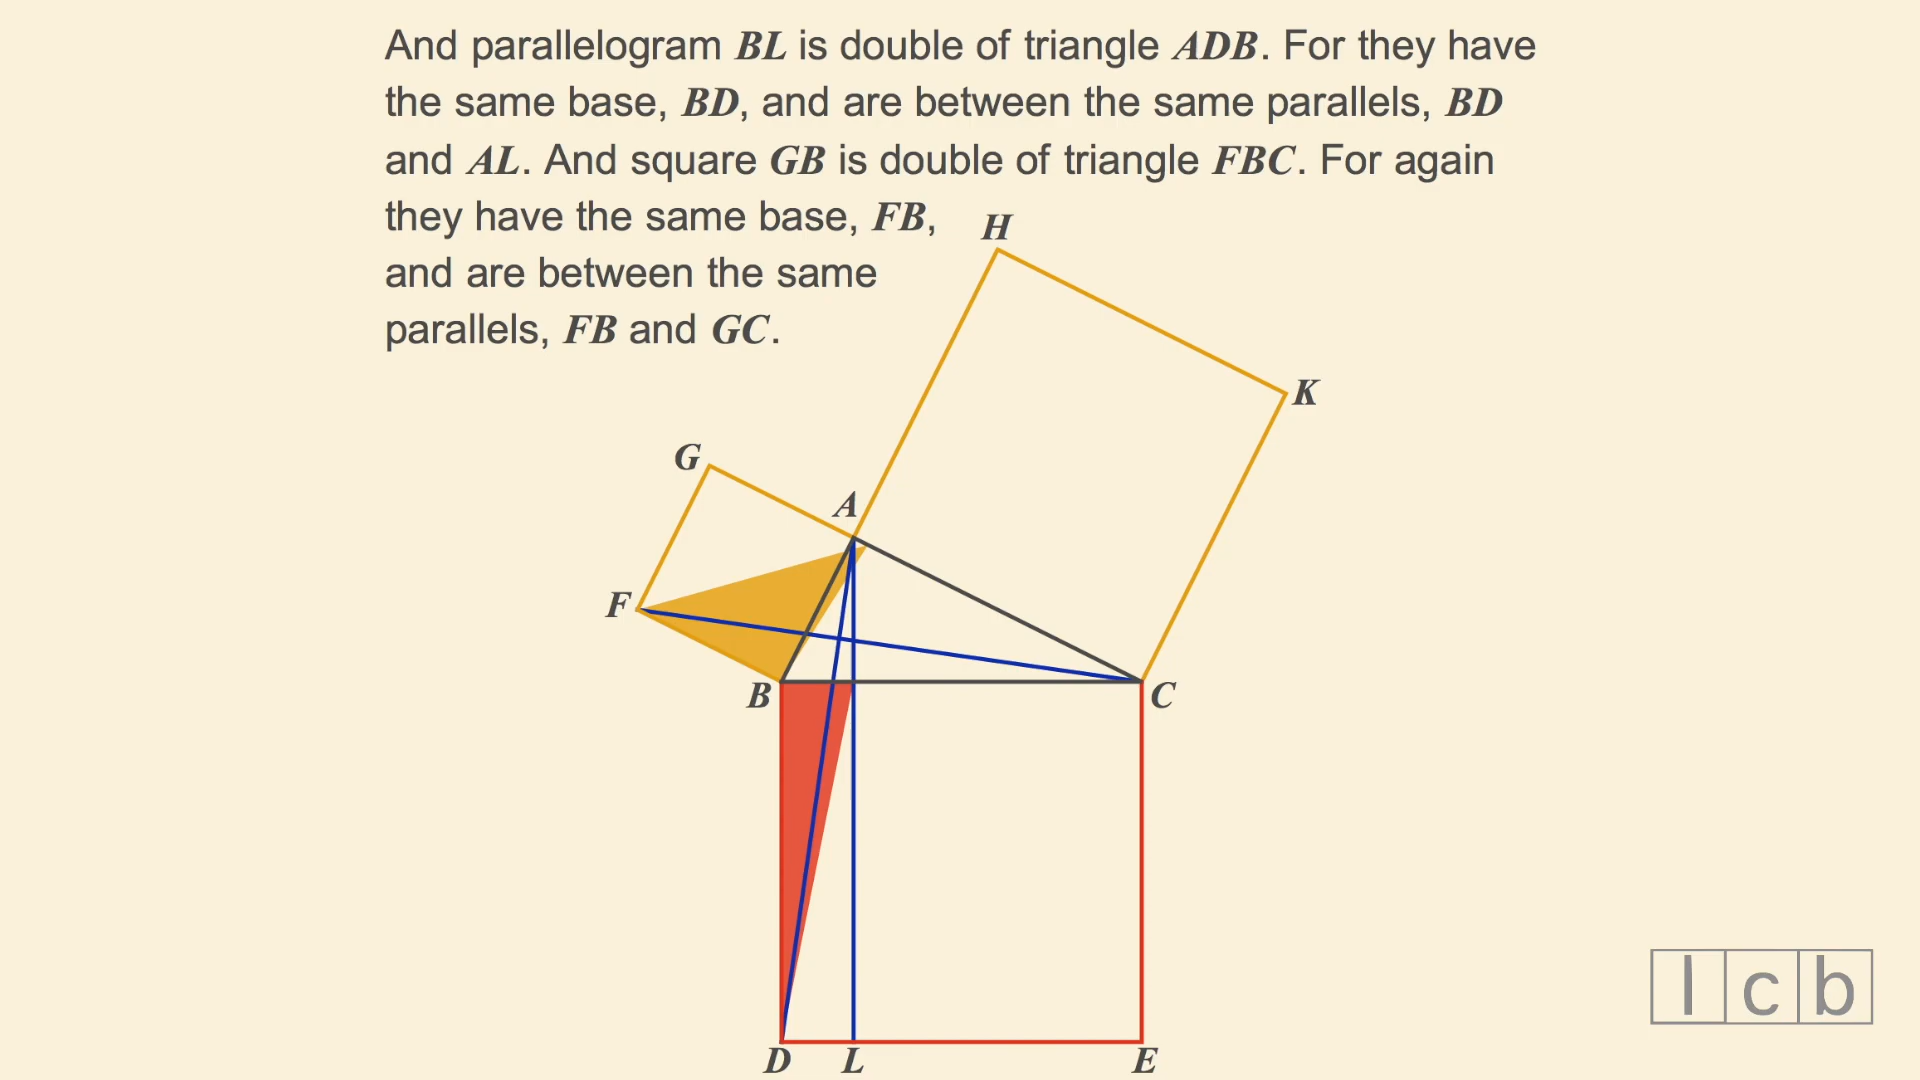 And parallelogram BL is double of triangle ADB. For they have
the same base, BD, and are between the same parallels, BD
and AL. And square GB is double of triangle FBC. For again
they have the same base, FB,
and are between the same
parallels, FB and GC.
H
K
G
A
F
B
C
D
L
E
lcb